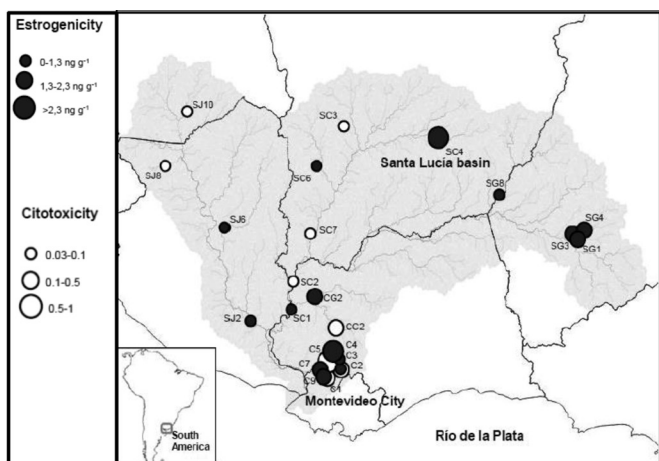 Estrogenicity
0-1,3 ng g⁻¹
1,3-2,3 ng g⁻¹
>2,3 ng g⁻¹
Citotoxicity
0.03-0.1
0.1-0.5
0.5-1
SJ10
SC3
SC4
Santa Lucía basin
SJ8
SC6
SG8
SJ6
SC7
SG4
SG3
SG1
SC2
CG2
SJ2
SC1
CC2
C4
C5
C3
C7
C2
C9
C1
Montevideo City
Río de la Plata
South
America